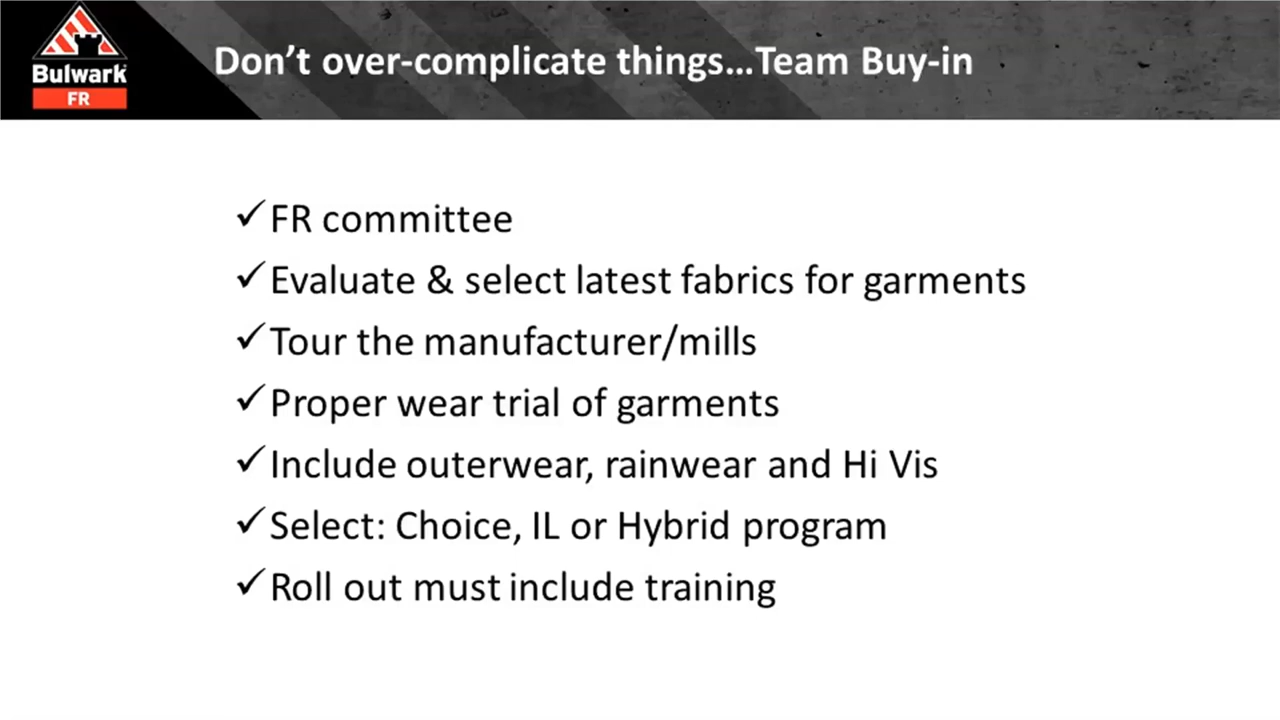 Bulwark
FR
Don't over-complicate things...Team Buy-in
✓FR committee
✓Evaluate & select latest fabrics for garments
✓Tour the manufacturer/mills
✓Proper wear trial of garments
✓Include outerwear, rainwear and Hi Vis
✓Select: Choice, IL or Hybrid program
✓Roll out must include training